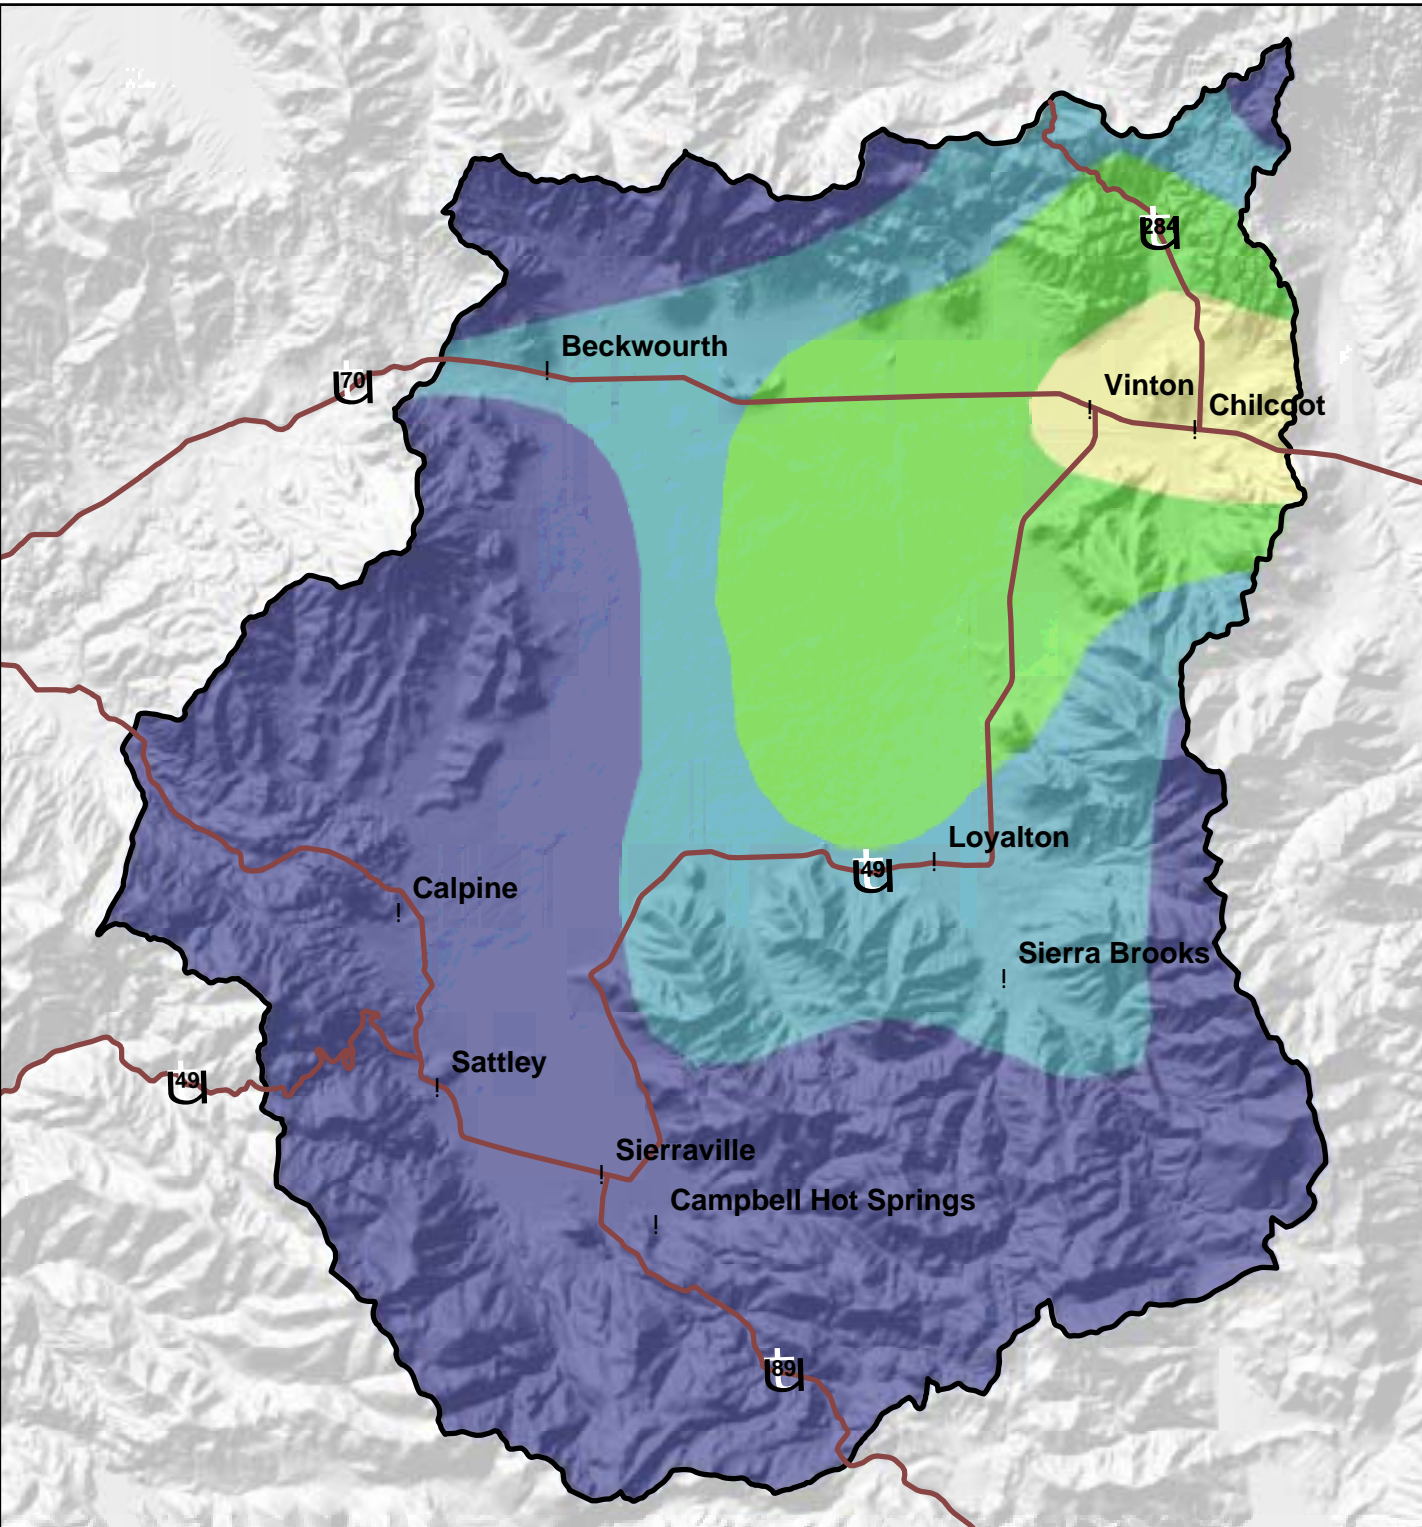 284
Beckwourth
70
Vinton
Chilcoot
Loyalton
49
Calpine
Sierra Brooks
Sattley
49
Sierraville
Campbell Hot Springs
89